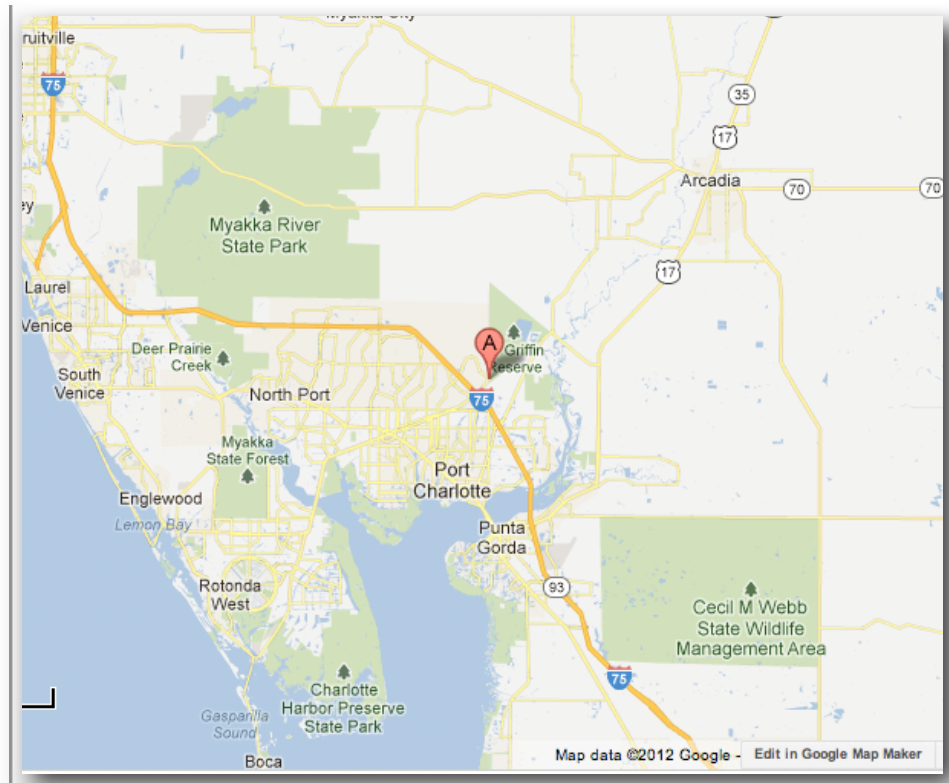 Myakka City
ruitville
75
35
17
Arcadia
70
70
ey
Myakka River
State Park
17
Laurel
Venice
A
Griffin
Reserve
Deer Prairie
Creek
South
Venice
North Port
75
Myakka
State Forest
Port
Charlotte
Englewood
Lemon Bay
Punta
Gorda
Rotonda
West
93
Cecil M Webb
State Wildlife
Management Area
75
Charlotte
Harbor Preserve
State Park
Gasparilla
Sound
Boca
Map data ©2012 Google -
Edit in Google Map Maker